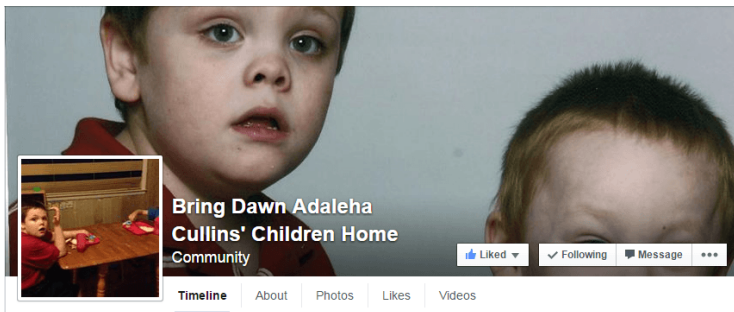 Bring Dawn Adaleha
Cullins' Children Home
Community
Liked
Following
Message
Timeline
About
Photos
Likes
Videos